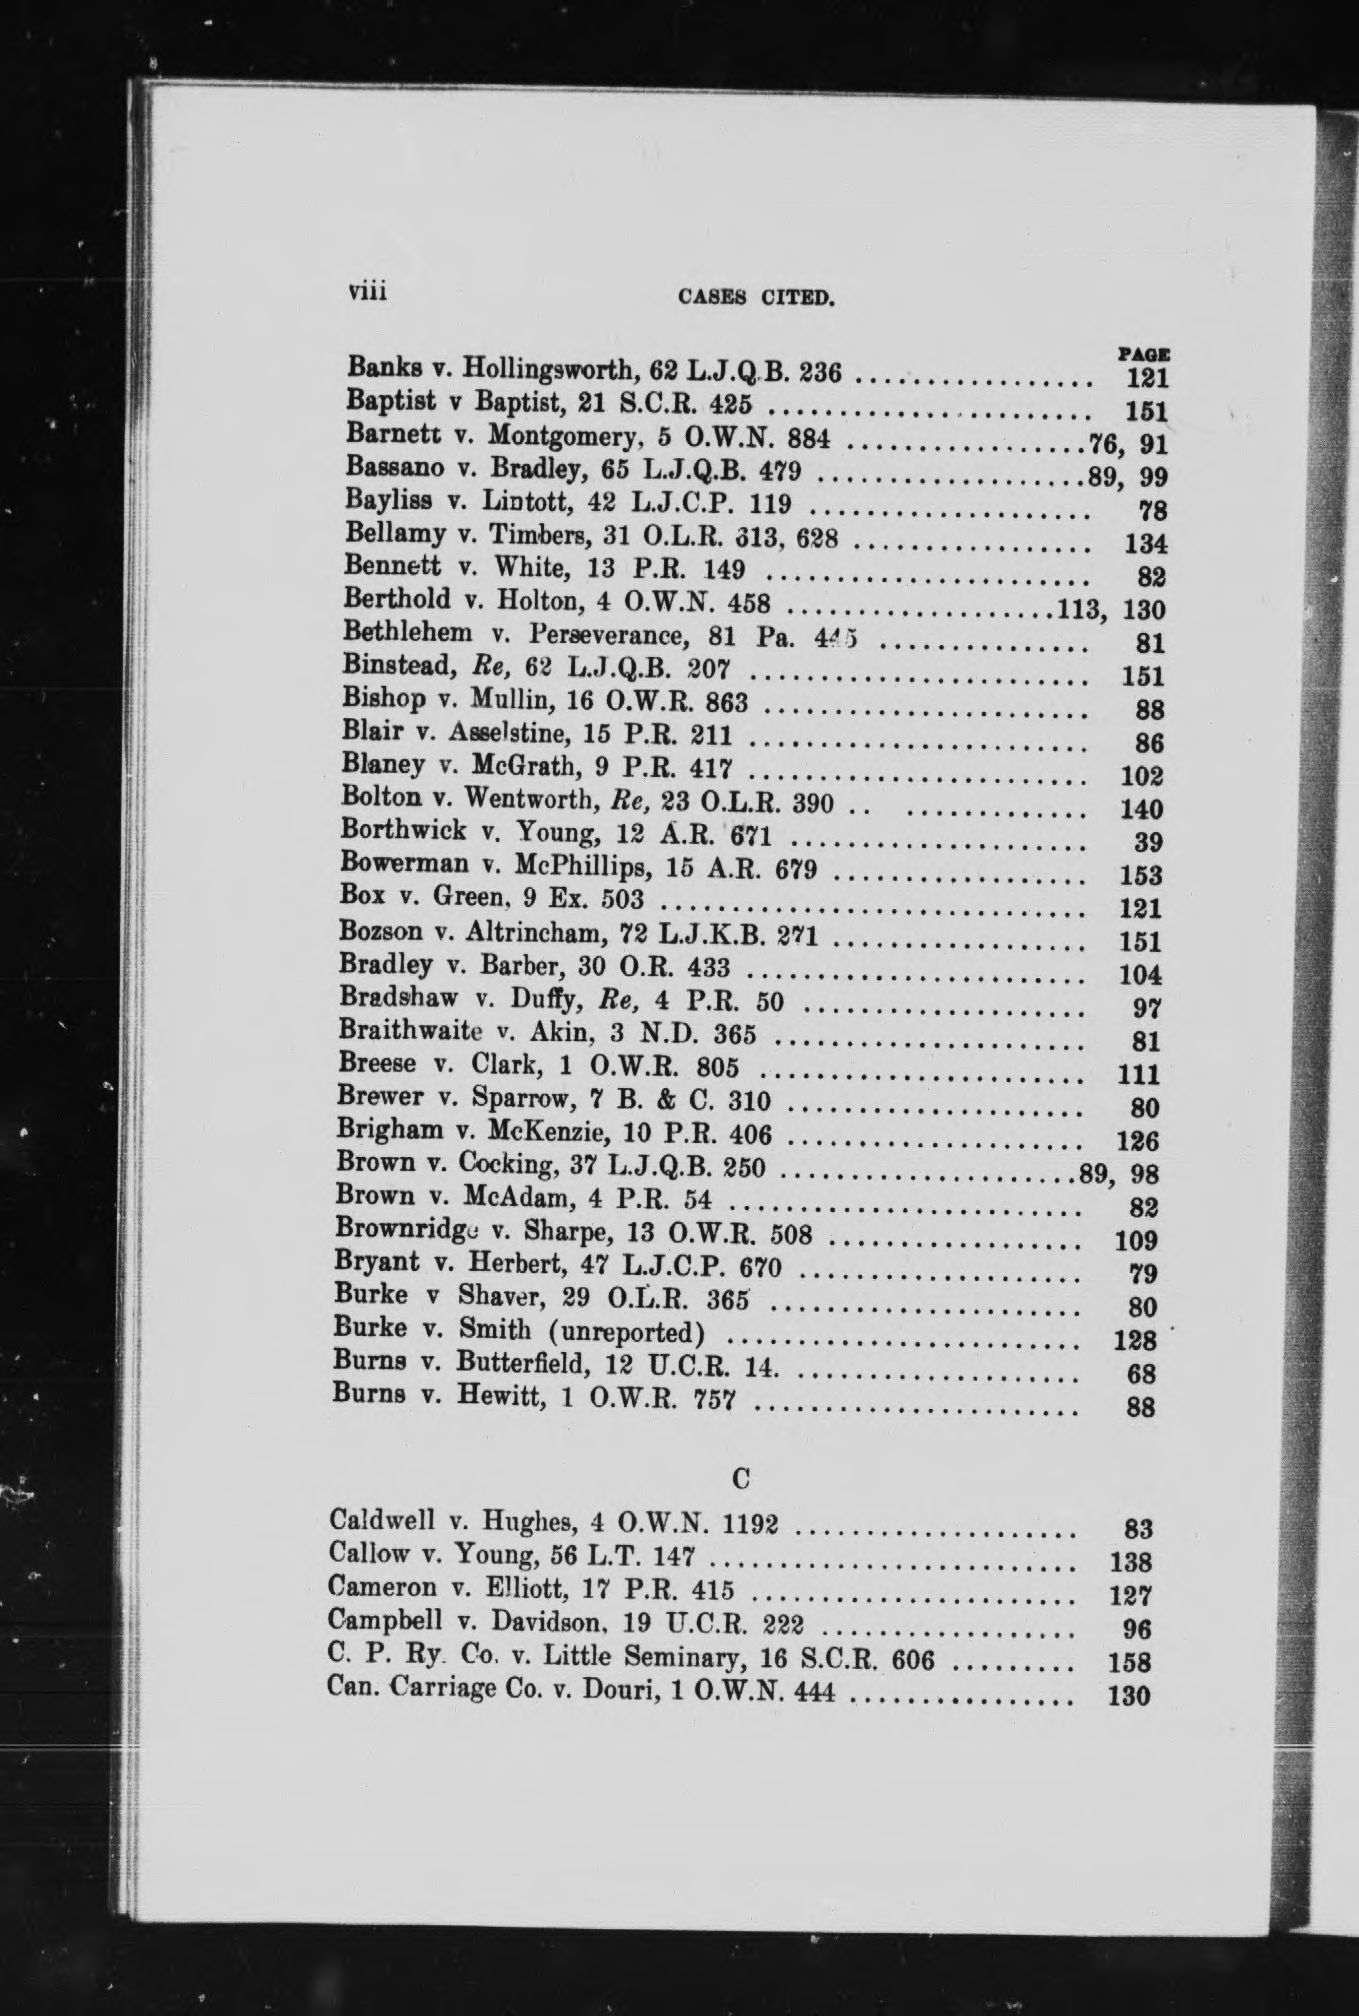 viii CASES CITED.
PAGE
Banks v. Hollingsworth, 62 L.J.Q.B. 236 .................. 121
Baptist v Baptist, 21 S.C.R. 425 ....................... 151
Barnett v. Montgomery, 5 O.W.N. 884 .................76, 91
Bassano v. Bradley, 65 L.J.Q.B. 479 ...................89, 99
Bayliss v. Lintott, 42 L.J.C.P. 119 .................... 78
Bellamy v. Timbers, 31 O.L.R. 313, 628 ................. 134
Bennett v. White, 13 P.R. 149 ....................... 82
Berthold v. Holton, 4 O.W.N. 458 ...................113, 130
Bethlehem v. Perseverance, 81 Pa. ............... 81
Binstead, Re, 62 L.J.Q.B. 207 ........................ 151
Bishop v. Mullin, 16 O.W.R. 863 ....................... 88
Blair v. Asselstine, 15 P.R. 211 ........................ 86
Blaney v. McGrath, 9 P.R. 417 ........................ 102
Bolton v. Wentworth, Re, 23 O.L.R. 390 .. ............. 140
Borthwick v. Young, 12 A.R. 671 ..................... 39
Bowerman v. McPhillips, 15 A.R. 679 .................. 153
Box v. Green, 9 Ex. 503 .............................. 121
Bozson v. Altrincham, 72 L.J.K.B. 271 .................. 151
Bradley v. Barber, 30 O.R. 433 ........................ 104
Bradshaw v. Duffy, Re, 4 P.R. 50 .................... 97
Braithwaite v. Akin, 3 N.D. 365 ...................... 81
Breese v. Clark, 1 O.W.R. 805 ....................... 111
Brewer v. Sparrow, 7 B. & C. 310 ..................... 80
Brigham v. McKenzie, 10 P.R. 406 ..................... 126
Brown v. Cocking, 37 L.J.Q.B. 250 .....................89, 98
Brown v. McAdam, 4 P.R. 54 ......................... 82
Brownridge v. Sharpe, 13 O.W.R. 508 .................. 109
Bryant v. Herbert, 47 L.J.C.P. 670 .................... 79
Burke v Shaver, 29 O.L.R. 365 ...................... 80
Burke v. Smith (unreported) ......................... 128
Burns v. Butterfield, 12 U.C.R. 14. .................... 68
Burns v. Hewitt, 1 O.W.R. 757 ....................... 88
C
Caldwell v. Hughes, 4 O.W.N. 1192 .................... 83
Callow v. Young, 56 L.T. 147 .......................... 138
Cameron v. Elliott, 17 P.R. 415 ....................... 127
Campbell v. Davidson, 19 U.C.R. 222 .................. 96
C. P. Ry. Co. v. Little Seminary, 16 S.C.R. 606 ......... 158
Can. Carriage Co. v. Douri, 1 O.W.N. 444 ................ 130